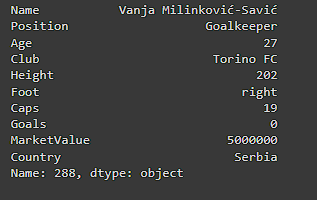 Name Vanja Milinković-Savić
Position Goalkeeper
Age 27
Club Torino FC
Height 202
Foot right
Caps 19
Goals 0
MarketValue 5000000
Country Serbia
Name: 288, dtype: object